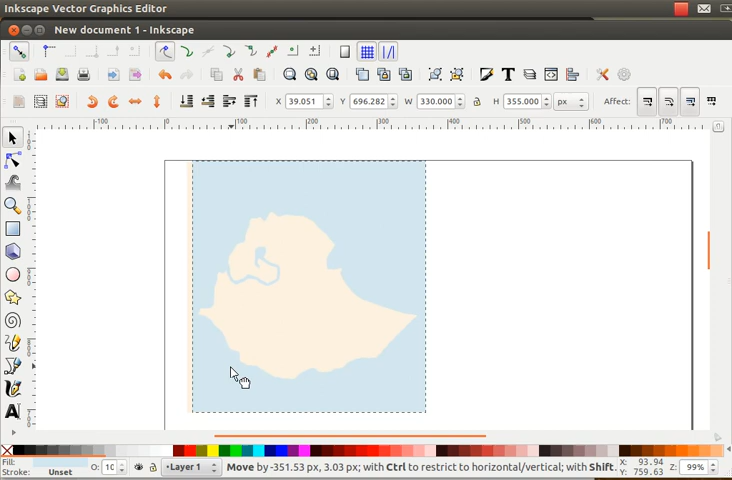 Inkscape Vector Graphics Editor
New document 1 - Inkscape
X 39.051 Y 696.282 W 330.000 H 355.000 px Affect:
-100 0 100 200 300 400 500 600 700
A
Fill:
Stroke: Unset O: 10 Layer 1 Move by -351.53 px, 3.03 px; with Ctrl to restrict to horizontal/vertical; with Shift X: 93.94 Y: 759.63 Z: 99%